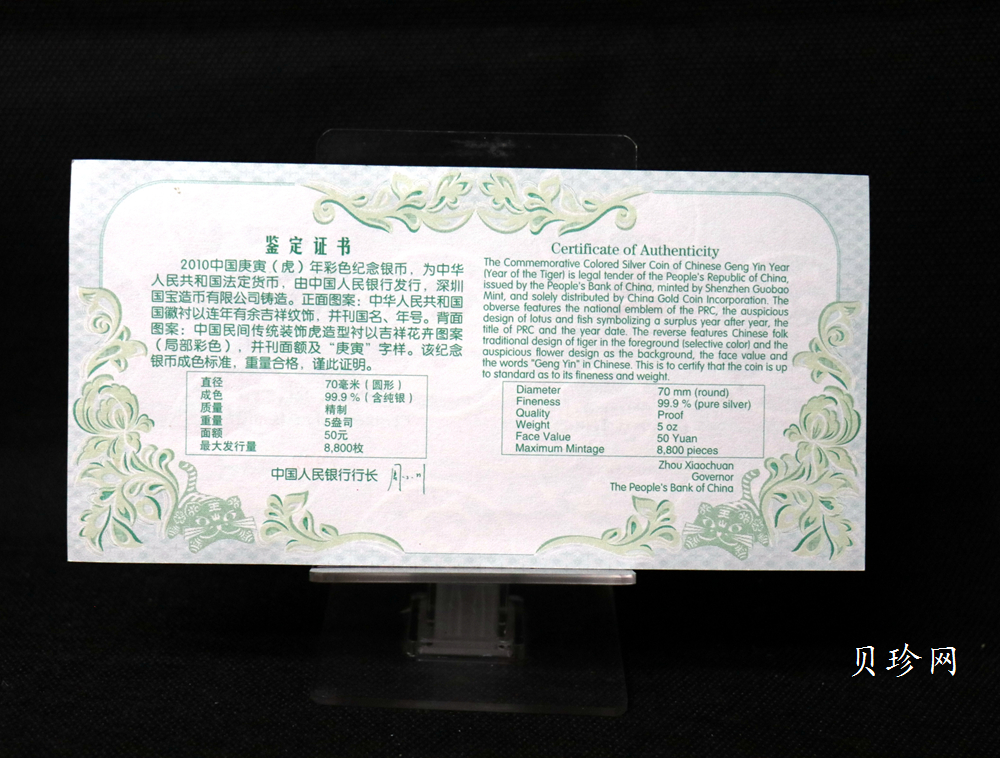 鉴定证书
2010中国庚寅（虎）年彩色纪念银币，为中华
人民共和国法定货币，由中国人民银行发行，深圳
国宝造币有限公司铸造。正面图案：中华人民共和国
国徽衬以连年有余吉祥纹饰，并刊国名、年号。背面
图案：中国民间传统装饰虎造型衬以吉祥花卉图案
（局部彩色），并刊面额及“庚寅”字样。该纪念
银币成色标准，重量合格，谨此证明。
直径 70毫米（圆形）
成色 99.9％（含纯银）
质量 精制
重量 5盎司
面额 50元
最大发行量 8,800枚
中国人民银行行长
Certificate of Authenticity
The Commemorative Colored Silver Coin of Chinese Geng Yin Year
(Year of the Tiger) is legal tender of the People's Republic of China,
issued by the People's Bank of China, minted by Shenzhen Guobao
Mint, and solely distributed by China Gold Coin Incorporation. The
obverse features the national emblem of the PRC, the auspicious
design of lotus and fish symbolizing a surplus year after year, the
title of PRC and the year date. The reverse features Chinese folk
traditional design of tiger in the foreground (selective color) and the
auspicious flower design as the background, the face value and
the words "Geng Yin" in Chinese. This is to certify that the coin is up
to standard as to its fineness and weight.
Diameter 70 mm (round)
Fineness 99.9 % (pure silver)
Quality Proof
Weight 5 oz
Face Value 50 Yuan
Maximum Mintage 8,800 pieces
Zhou Xiaochuan
Governor
The People's Bank of China
贝珍网